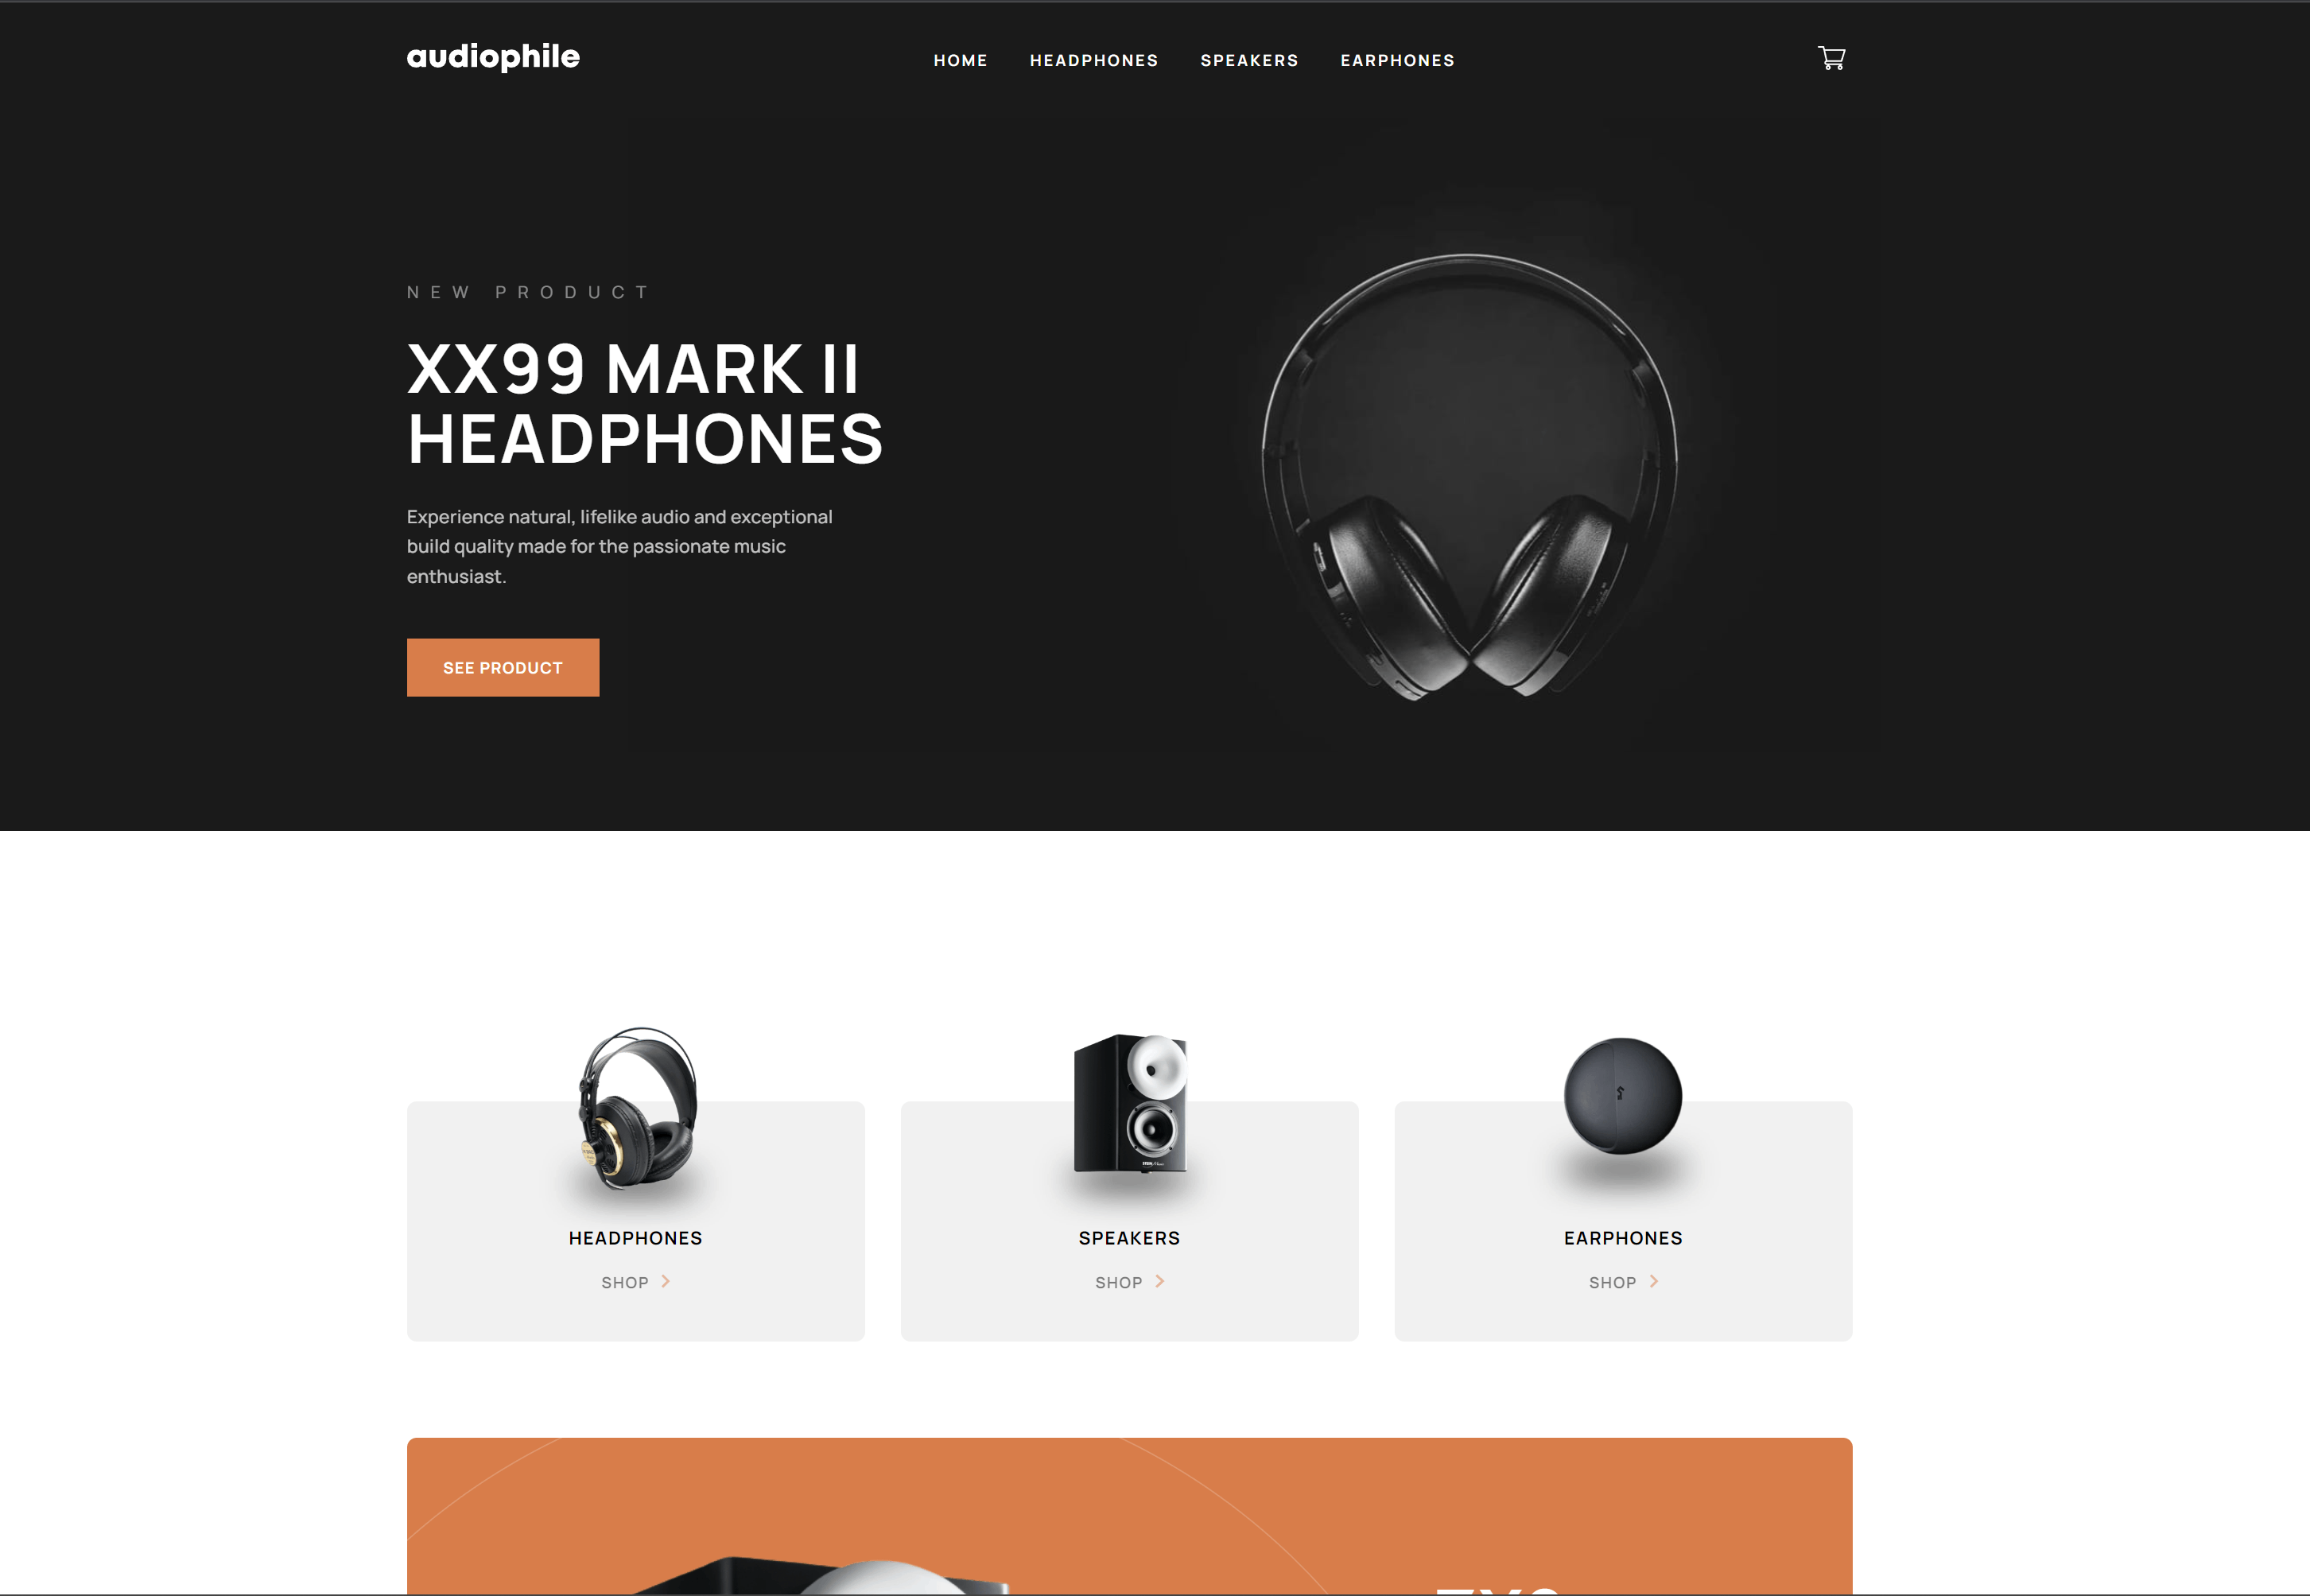 audiophile
HOME HEADPHONES SPEAKERS EARPHONES
NEW PRODUCT
XX99 MARK II
HEADPHONES
Experience natural, lifelike audio and exceptional
build quality made for the passionate music
enthusiast.
SEE PRODUCT
HEADPHONES
SHOP
SPEAKERS
SHOP
EARPHONES
SHOP